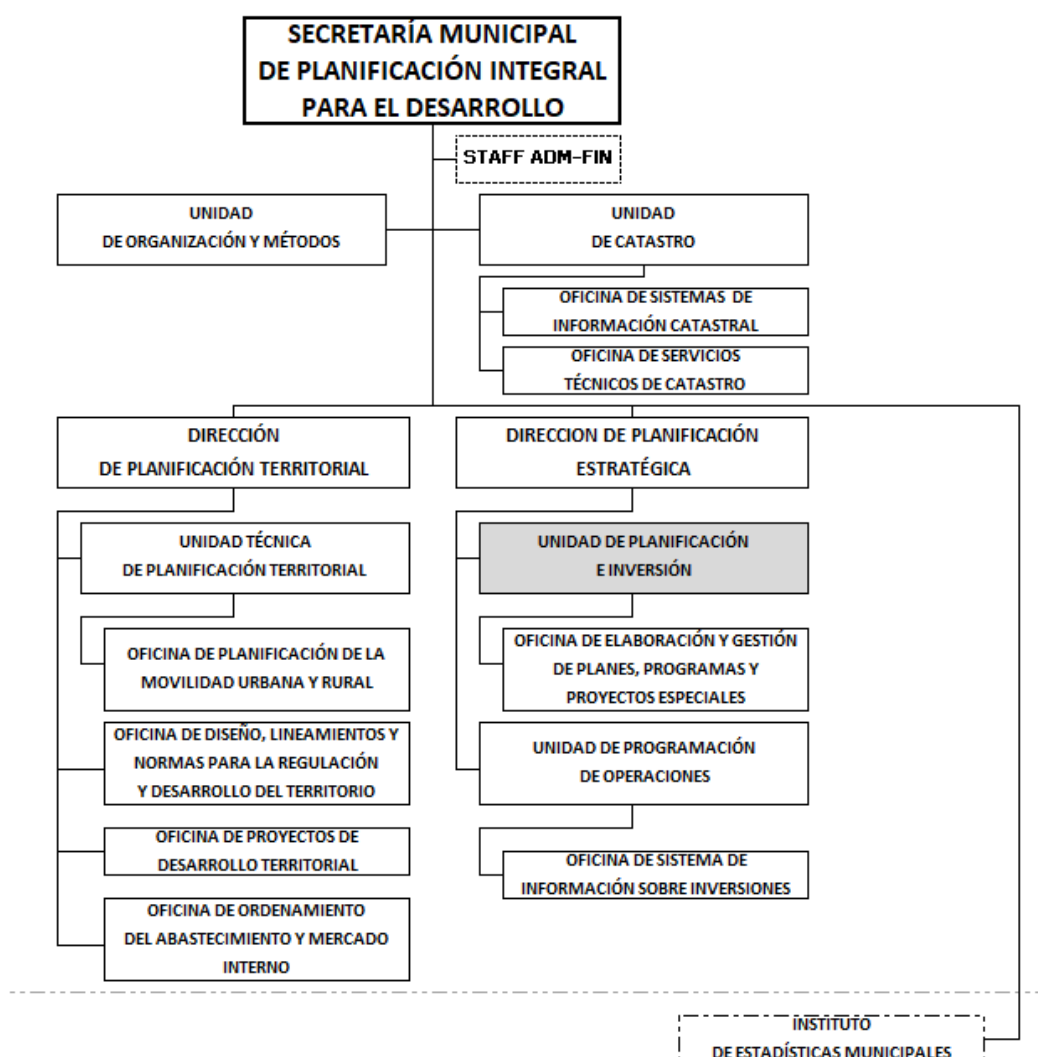 SECRETARÍA MUNICIPAL
DE PLANIFICACIÓN INTEGRAL
PARA EL DESARROLLO
STAFF ADM-FIN
UNIDAD
DE ORGANIZACIÓN Y MÉTODOS
UNIDAD
DE CATASTRO
OFICINA DE SISTEMAS DE
INFORMACIÓN CATASTRAL
OFICINA DE SERVICIOS
TÉCNICOS DE CATASTRO
DIRECCIÓN
DE PLANIFICACIÓN TERRITORIAL
UNIDAD TÉCNICA
DE PLANIFICACIÓN TERRITORIAL
OFICINA DE PLANIFICACIÓN DE LA
MOVILIDAD URBANA Y RURAL
OFICINA DE DISEÑO, LINEAMIENTOS Y
NORMAS PARA LA REGULACIÓN
Y DESARROLLO DEL TERRITORIO
OFICINA DE PROYECTOS DE
DESARROLLO TERRITORIAL
OFICINA DE ORDENAMIENTO
DEL ABASTECIMIENTO Y MERCADO
INTERNO
DIRECCION DE PLANIFICACIÓN
ESTRATÉGICA
UNIDAD DE PLANIFICACIÓN
E INVERSIÓN
OFICINA DE ELABORACIÓN Y GESTIÓN
DE PLANES, PROGRAMAS Y
PROYECTOS ESPECIALES
UNIDAD DE PROGRAMACIÓN
DE OPERACIONES
OFICINA DE SISTEMA DE
INFORMACIÓN SOBRE INVERSIONES
INSTITUTO
DE ESTADÍSTICAS MUNICIPALES